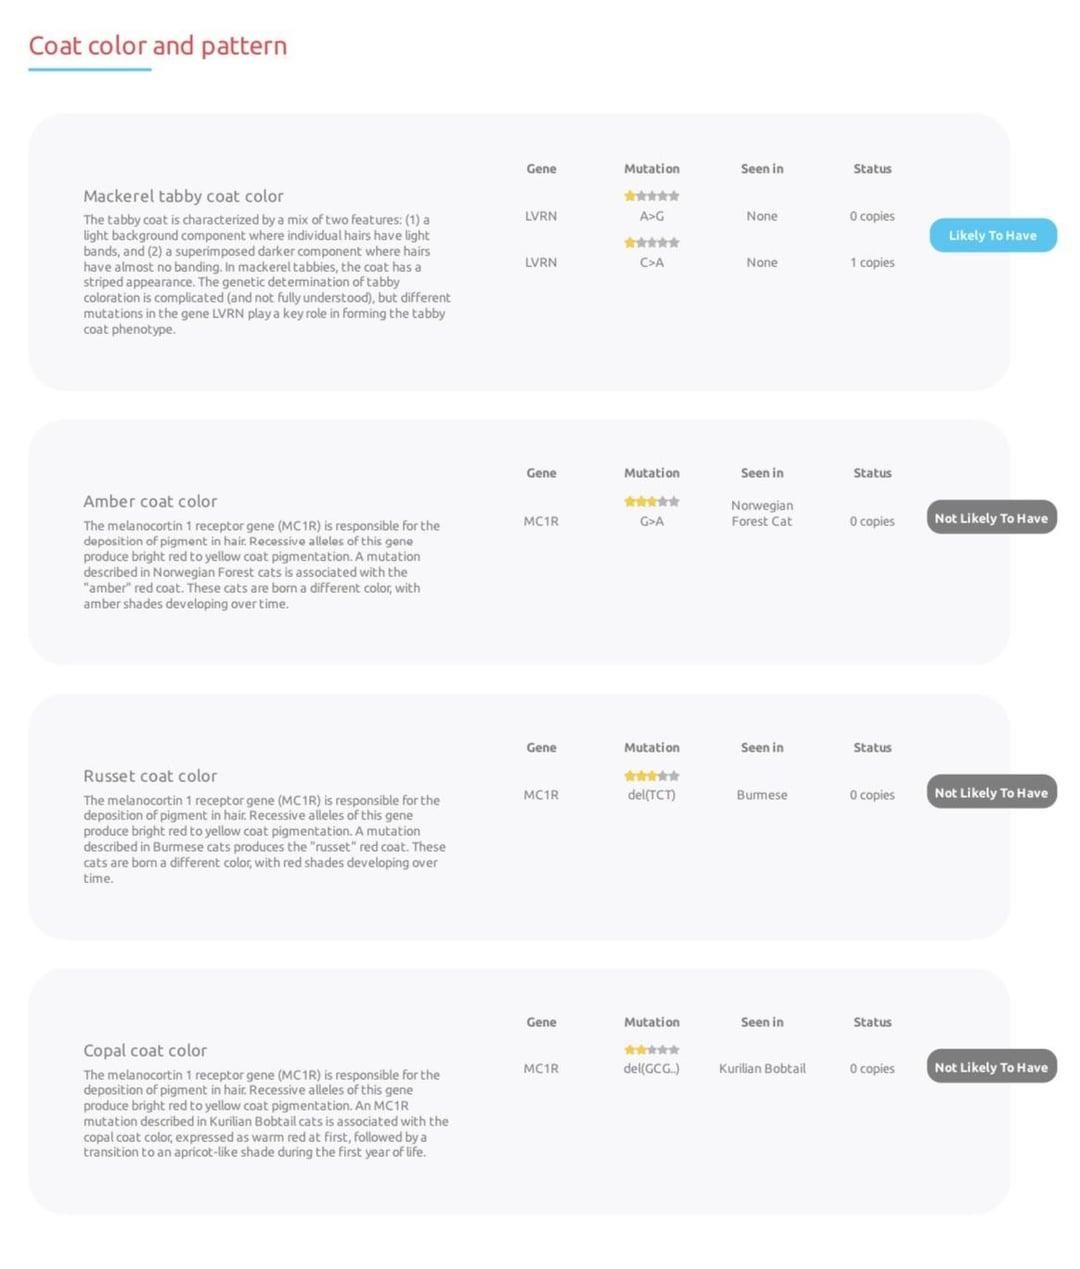 Coat color and pattern
Gene Mutation Seen in Status
Mackerel tabby coat color
The tabby coat is characterized by a mix of two features: (1) a
light background component where individual hairs have light
bands, and (2) a superimposed darker component where hairs
have almost no banding. In mackerel tabbies, the coat has a
striped appearance. The genetic determination of tabby
coloration is complicated (and not fully understood), but different
mutations in the gene LVRN play a key role in forming the tabby
coat phenotype.
LVRN A>G None 0 copies
LVRN C>A None 1 copies
Likely To Have
Gene Mutation Seen in Status
Amber coat color
The melanocortin 1 receptor gene (MC1R) is responsible for the
deposition of pigment in hair. Recessive alleles of this gene
produce bright red to yellow coat pigmentation. A mutation
described in Norwegian Forest cats is associated with the
"amber" red coat. These cats are born a different color, with
amber shades developing over time.
Norwegian
MC1R G>A Forest Cat 0 copies
Not Likely To Have
Gene Mutation Seen in Status
Russet coat color
The melanocortin 1 receptor gene (MC1R) is responsible for the
deposition of pigment in hair. Recessive alleles of this gene
produce bright red to yellow coat pigmentation. A mutation
described in Burmese cats produces the "russet" red coat. These
cats are born a different color, with red shades developing over
time.
MC1R del(TCT) Burmese 0 copies
Not Likely To Have
Gene Mutation Seen in Status
Copal coat color
The melanocortin 1 receptor gene (MC1R) is responsible for the
deposition of pigment in hair. Recessive alleles of this gene
produce bright red to yellow coat pigmentation. An MC1R
mutation described in Kurilian Bobtail cats is associated with the
copal coat color, expressed as warm red at first, followed by a
transition to an apricot-like shade during the first year of life.
MC1R del(GCG..) Kurilian Bobtail 0 copies
Not Likely To Have